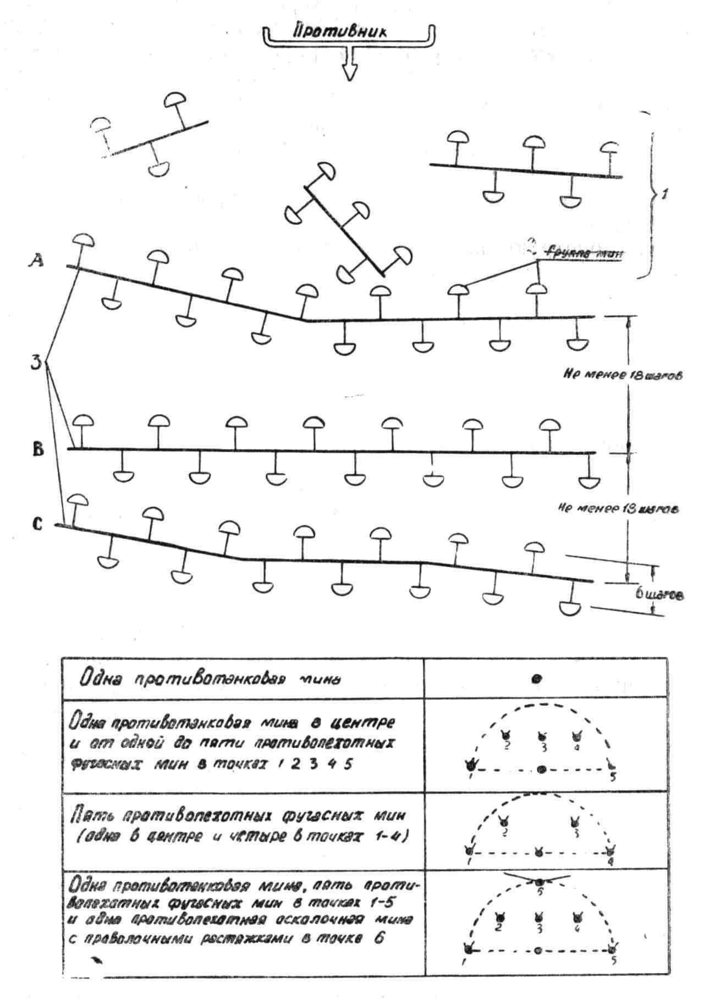 Противник
1
2 Группа мин
А
3
Не менее 18 шагов
В
Не менее 18 шагов
С
6 шагов
Одна противотанковая мина
Одна противотанковая мина в центре
и от одной до пяти противопехотных
фугасных мин в точках 1 2 3 4 5
2 3 4
1 5
Пять противопехотных фугасных мин
(одна в центре и четыре в точках 1-4)
2 3
1 4
Одна противотанковая мина, пять проти-
вопехотных фугасных мин в точках 1-5
и одна противопехотная осколочная мина
с проволочными растяжками в точке 6
6
2 3 4
1 5